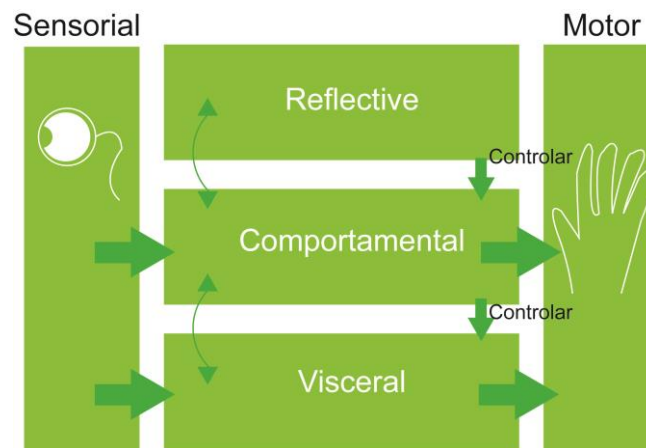 Sensorial
Motor
Reflective
Controlar
Comportamental
Controlar
Visceral